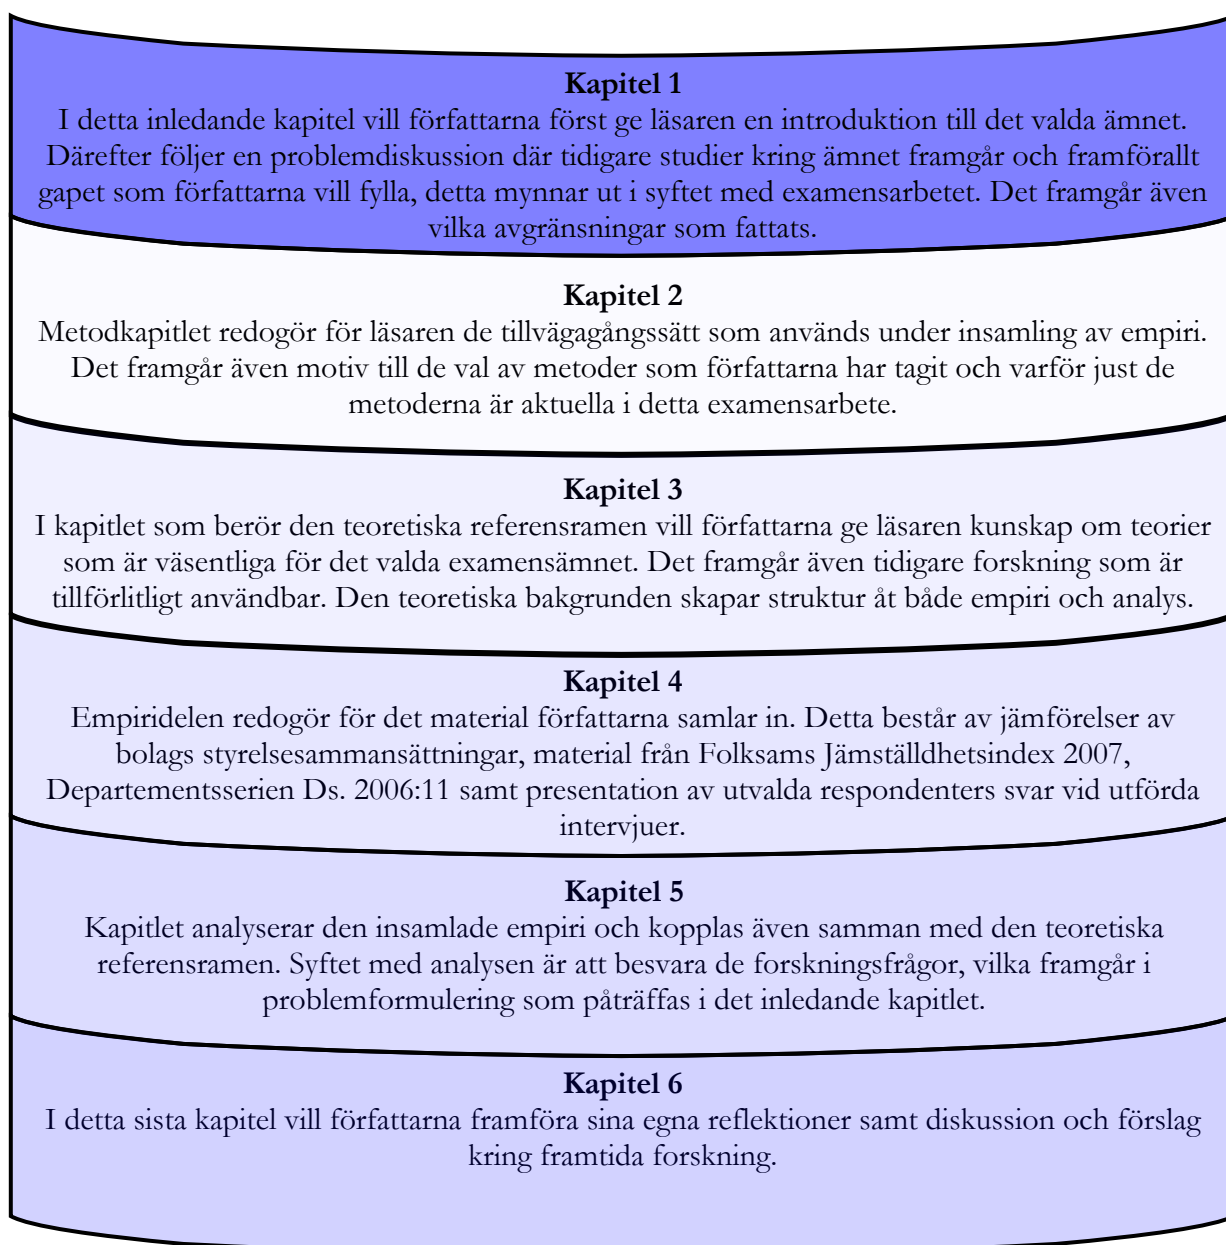 Kapitel 1
I detta inledande kapitel vill författarna först ge läsaren en introduktion till det valda ämnet.
Därefter följer en problemdiskussion där tidigare studier kring ämnet framgår och framförallt
gapet som författarna vill fylla, detta mynnar ut i syftet med examensarbetet. Det framgår även
vilka avgränsningar som fattats.
Kapitel 2
Metodkapitlet redogör för läsaren de tillvägagångssätt som används under insamling av empiri.
Det framgår även motiv till de val av metoder som författarna har tagit och varför just de
metoderna är aktuella i detta examensarbete.
Kapitel 3
I kapitlet som berör den teoretiska referensramen vill författarna ge läsaren kunskap om teorier
som är väsentliga för det valda examensämnet. Det framgår även tidigare forskning som är
tillförlitligt användbar. Den teoretiska bakgrunden skapar struktur åt både empiri och analys.
Kapitel 4
Empiridelen redogör för det material författarna samlar in. Detta består av jämförelser av
bolags styrelsesammansättningar, material från Folksams Jämställdhetsindex 2007,
Departementsserien Ds. 2006:11 samt presentation av utvalda respondenters svar vid utförda
intervjuer.
Kapitel 5
Kapitlet analyserar den insamlade empiri och kopplas även samman med den teoretiska
referensramen. Syftet med analysen är att besvara de forskningsfrågor, vilka framgår i
problemformulering som påträffas i det inledande kapitlet.
Kapitel 6
I detta sista kapitel vill författarna framföra sina egna reflektioner samt diskussion och förslag
kring framtida forskning.